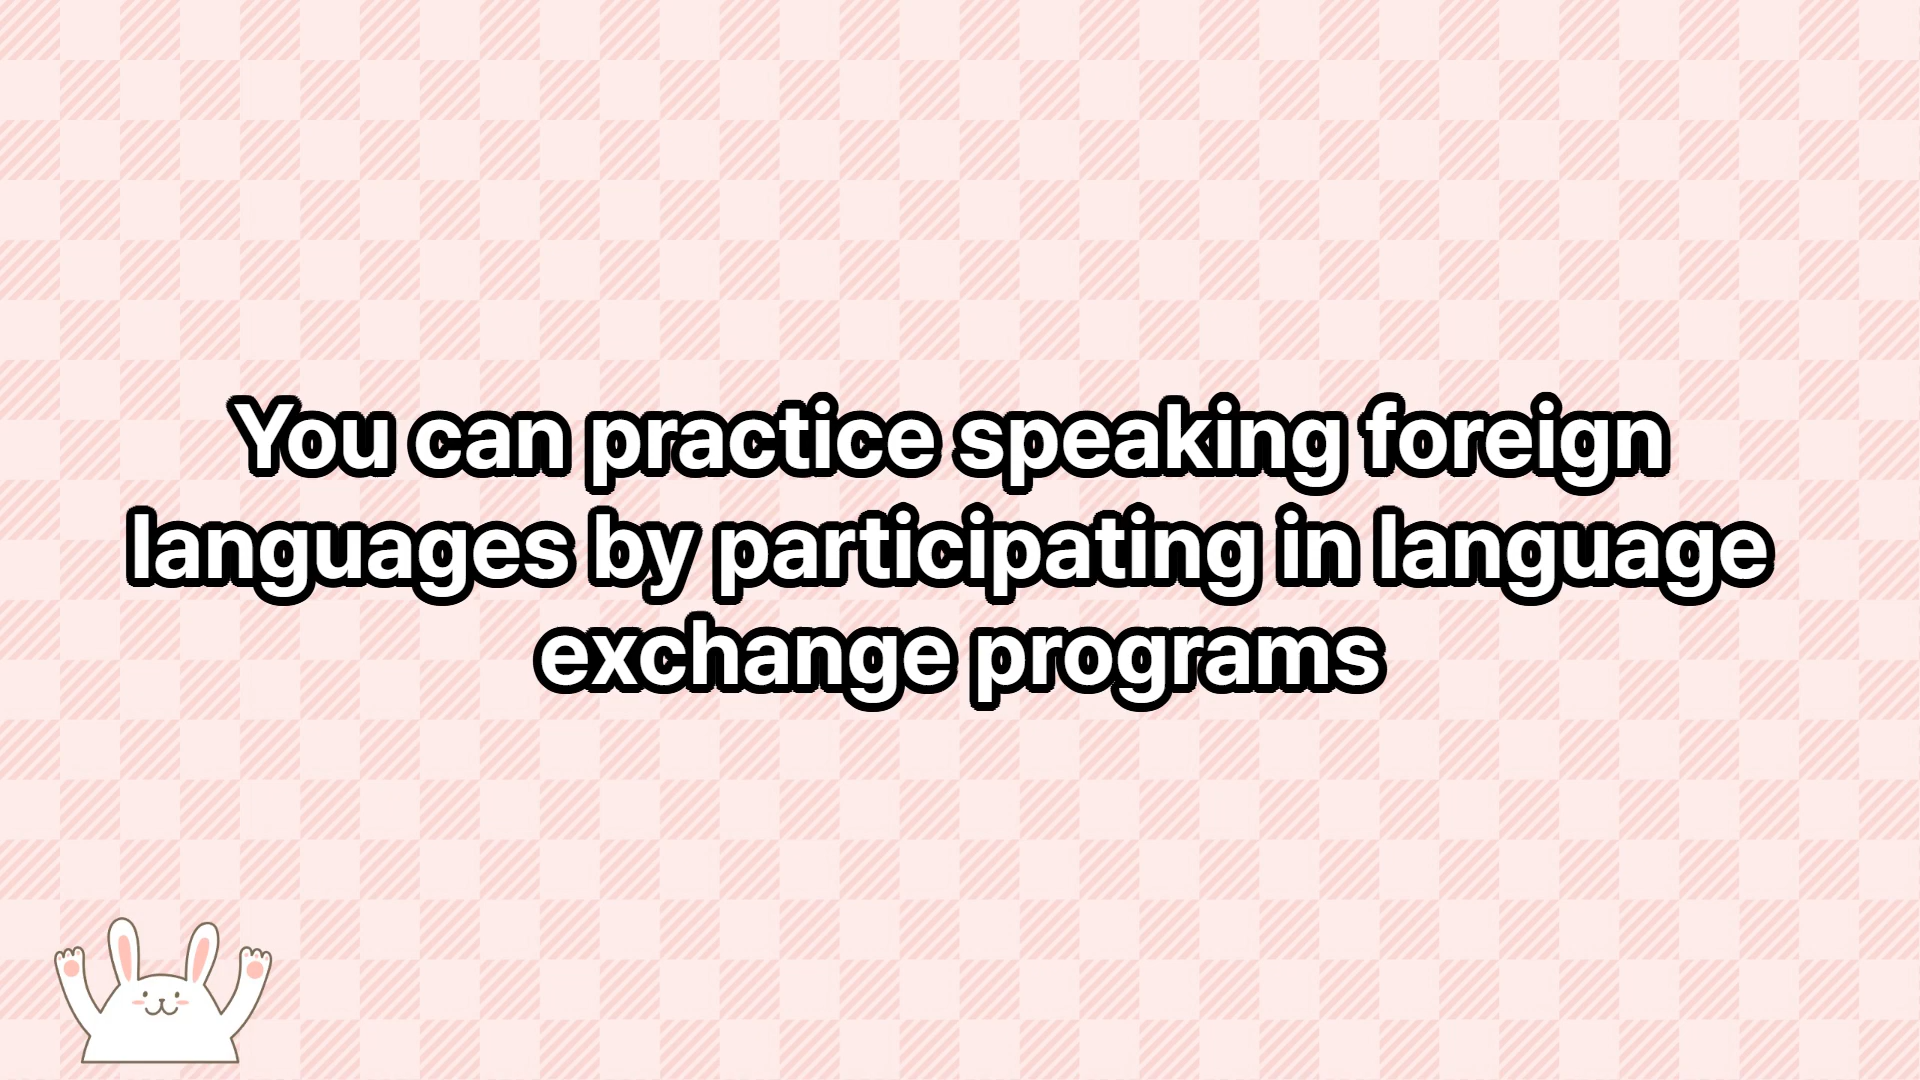 You can practice speaking foreign
languages by participating in language
exchange programs